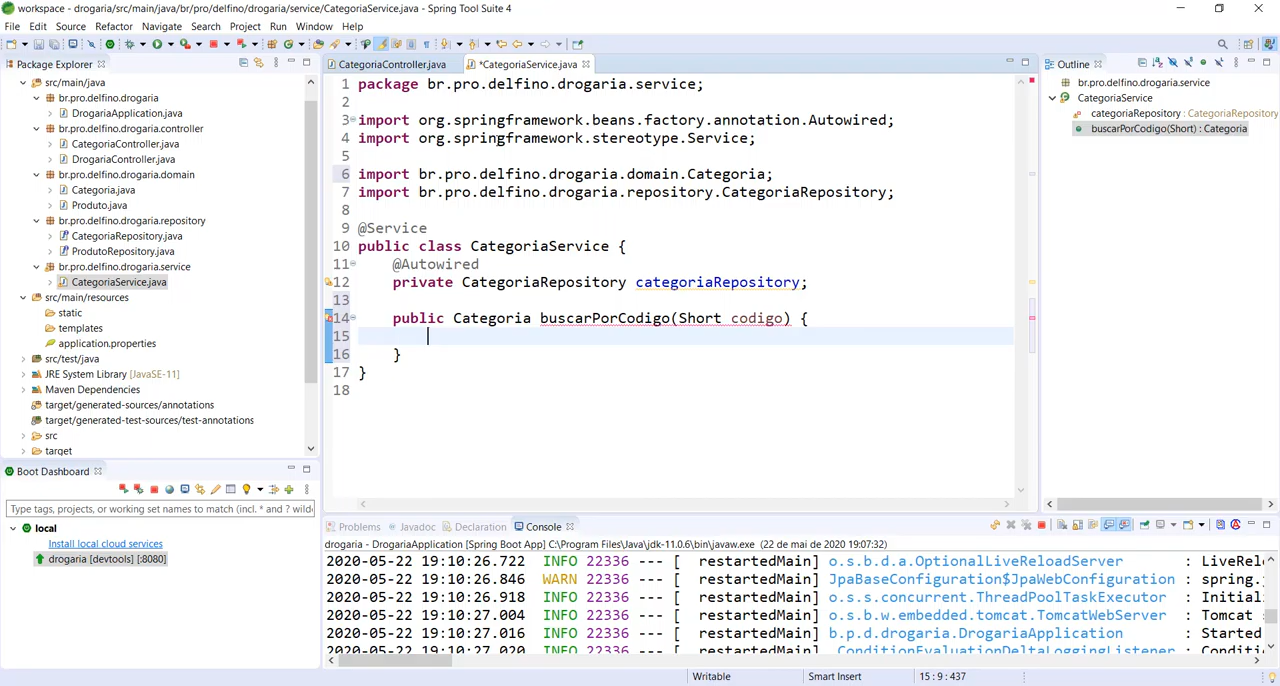 workspace - drogaria/src/main/java/br/pro/delfino/drogaria/service/CategoriaService.java - Spring Tool Suite 4
File Edit Source Refactor Navigate Search Project Run Window Help
Package Explorer
src/main/java
br.pro.delfino.drogaria
DrogariaApplication.java
br.pro.delfino.drogaria.controller
CategoriaController.java
DrogariaController.java
br.pro.delfino.drogaria.domain
Categoria.java
Produto.java
br.pro.delfino.drogaria.repository
CategoriaRepository.java
ProdutoRepository.java
br.pro.delfino.drogaria.service
CategoriaService.java
src/main/resources
static
templates
application.properties
src/test/java
JRE System Library [JavaSE-11]
Maven Dependencies
target/generated-sources/annotations
target/generated-test-sources/test-annotations
src
target
Boot Dashboard
Type tags, projects, or working set names to match (incl. * and ? wild
local
Install local cloud services
drogaria [devtools] [:8080]
CategoriaController.java *CategoriaService.java
1 package br.pro.delfino.drogaria.service;
2
3 import org.springframework.beans.factory.annotation.Autowired;
4 import org.springframework.stereotype.Service;
5
6 import br.pro.delfino.drogaria.domain.Categoria;
7 import br.pro.delfino.drogaria.repository.CategoriaRepository;
8
9 @Service
10 public class CategoriaService {
11 @Autowired
12 private CategoriaRepository categoriaRepository;
13
14 public Categoria buscarPorCodigo(Short codigo) {
15
16 }
17 }
18
Outline
br.pro.delfino.drogaria.service
CategoriaService
categoriaRepository : CategoriaRepository
buscarPorCodigo(Short) : Categoria
Problems Javadoc Declaration Console
drogaria - DrogariaApplication [Spring Boot App] C:\Program Files\Java\jdk-11.0.6\bin\javaw.exe (22 de mai de 2020 19:07:32)
2020-05-22 19:10:26.722 INFO 22336 --- [ restartedMain] o.s.b.d.a.OptionalLiveReloadServer : LiveRelo
2020-05-22 19:10:26.846 WARN 22336 --- [ restartedMain] JpaBaseConfiguration$JpaWebConfiguration : spring.j
2020-05-22 19:10:26.918 INFO 22336 --- [ restartedMain] o.s.s.concurrent.ThreadPoolTaskExecutor : Initiali
2020-05-22 19:10:27.004 INFO 22336 --- [ restartedMain] o.s.b.w.embedded.tomcat.TomcatWebServer : Tomcat s
2020-05-22 19:10:27.016 INFO 22336 --- [ restartedMain] b.p.d.drogaria.DrogariaApplication : Started
2020-05-22 19:10:27.020 INFO 22336 --- [ restartedMain] .ConditionEvaluationDeltaLoggingListener : Conditio
Writable Smart Insert 15 : 9 : 437